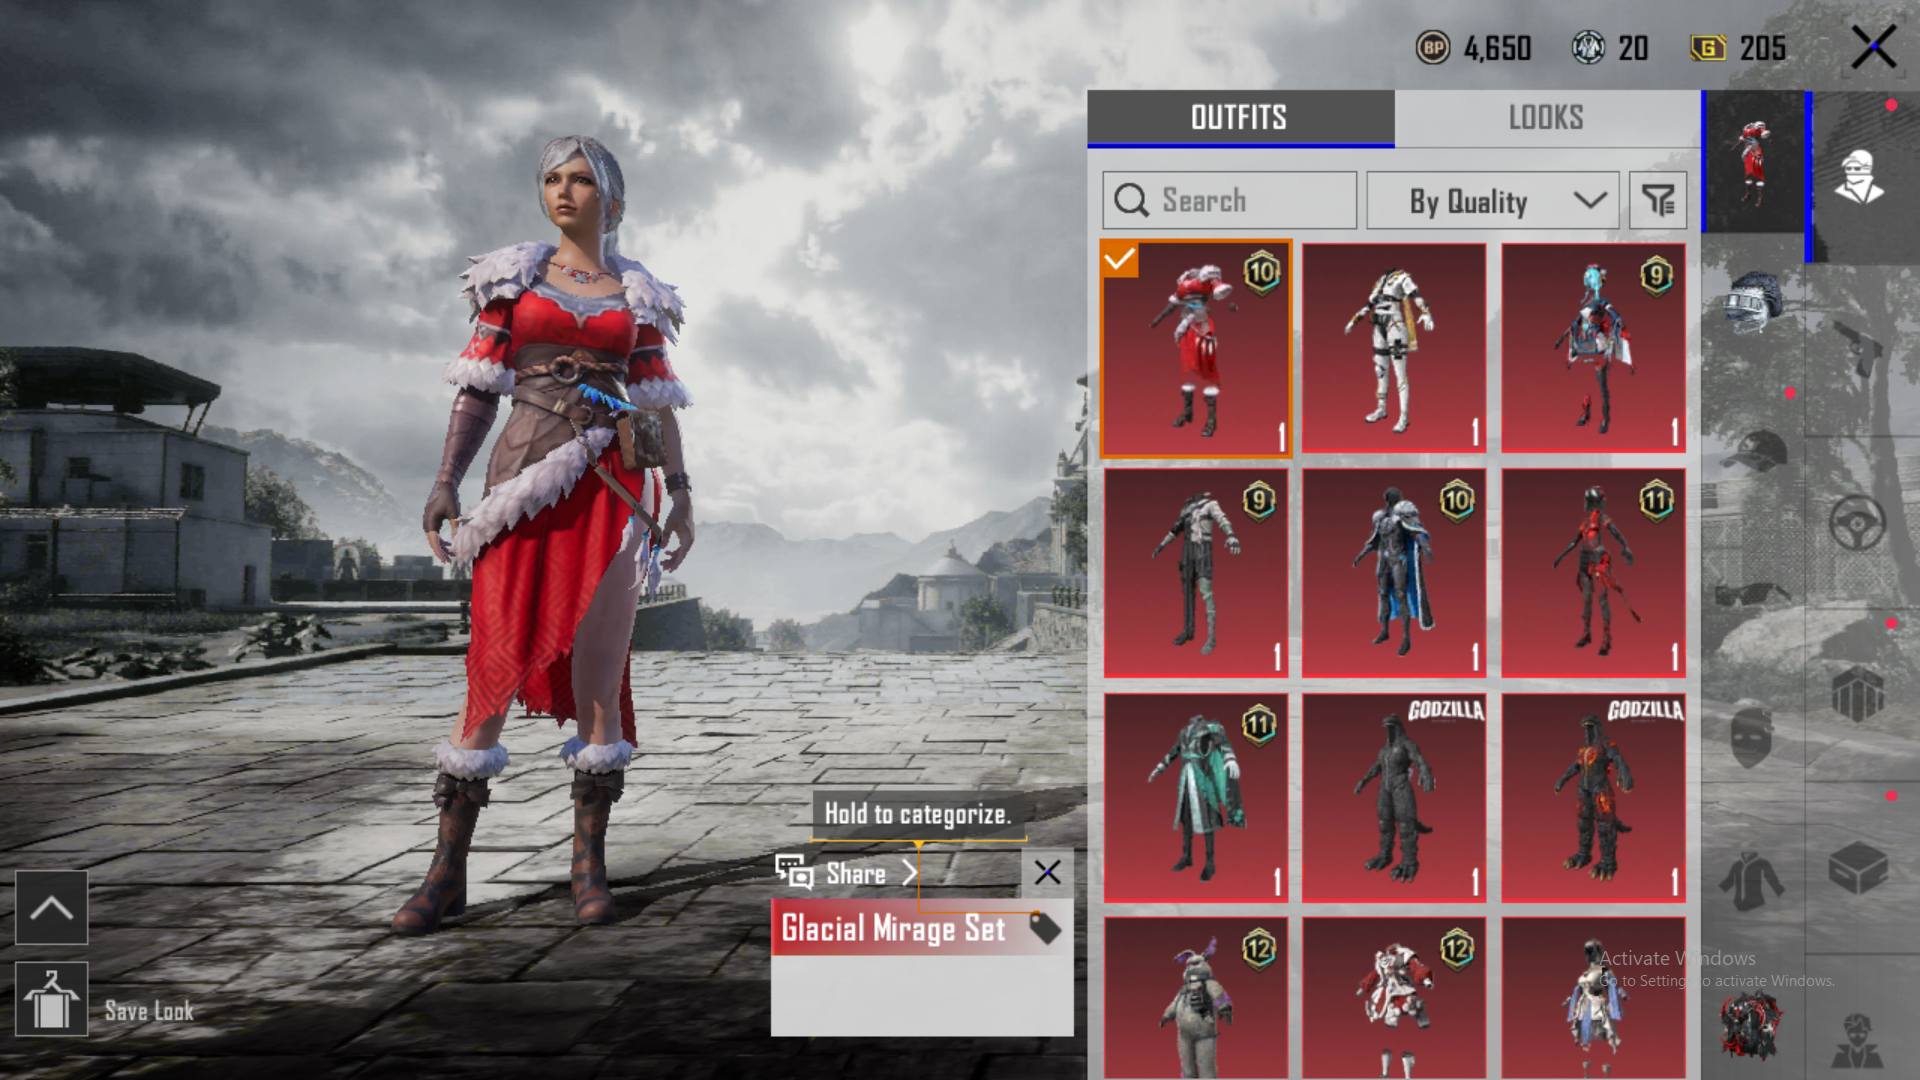 BP 4,650 20 G 205
OUTFITS LOOKS
Search By Quality
10 1 1 9 1
9 1 10 1 11 1
GODZILLA GODZILLA
11 1 1 1
12 12
Hold to categorize.
Share
Glacial Mirage Set
Save Look
Activate Windows
Go to Settings to activate Windows.